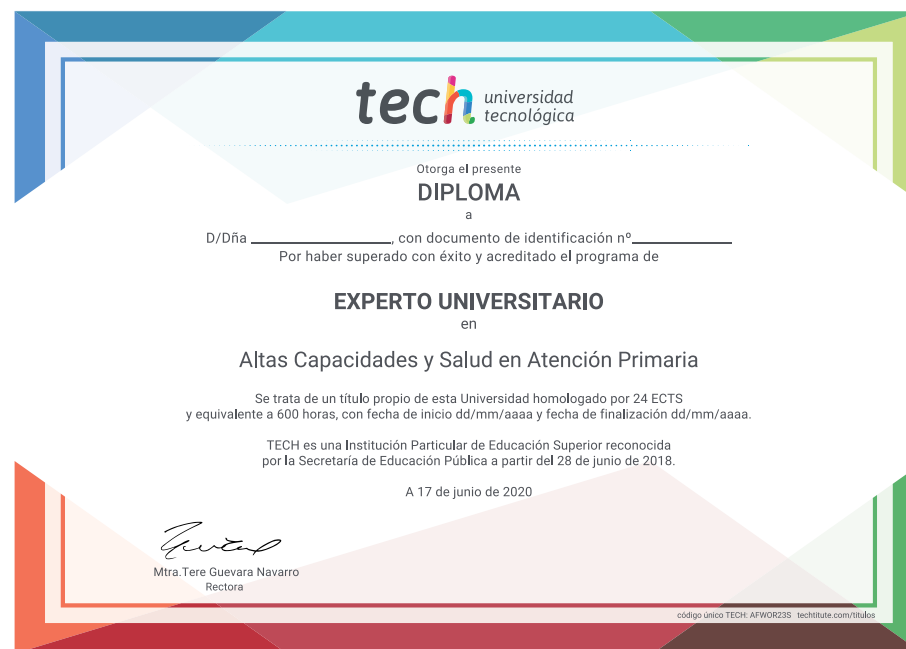 tech universidad
tecnológica
Otorga el presente
DIPLOMA
a
D/Dña ____________________, con documento de identificación nº______________
Por haber superado con éxito y acreditado el programa de
EXPERTO UNIVERSITARIO
en
Altas Capacidades y Salud en Atención Primaria
Se trata de un título propio de esta Universidad homologado por 24 ECTS
y equivalente a 600 horas, con fecha de inicio dd/mm/aaaa y fecha de finalización dd/mm/aaaa.
TECH es una Institución Particular de Educación Superior reconocida
por la Secretaría de Educación Pública a partir del 28 de junio de 2018.
A 17 de junio de 2020
Mtra.Tere Guevara Navarro
Rectora
código único TECH: AFWOR23S techtitute.com/titulos